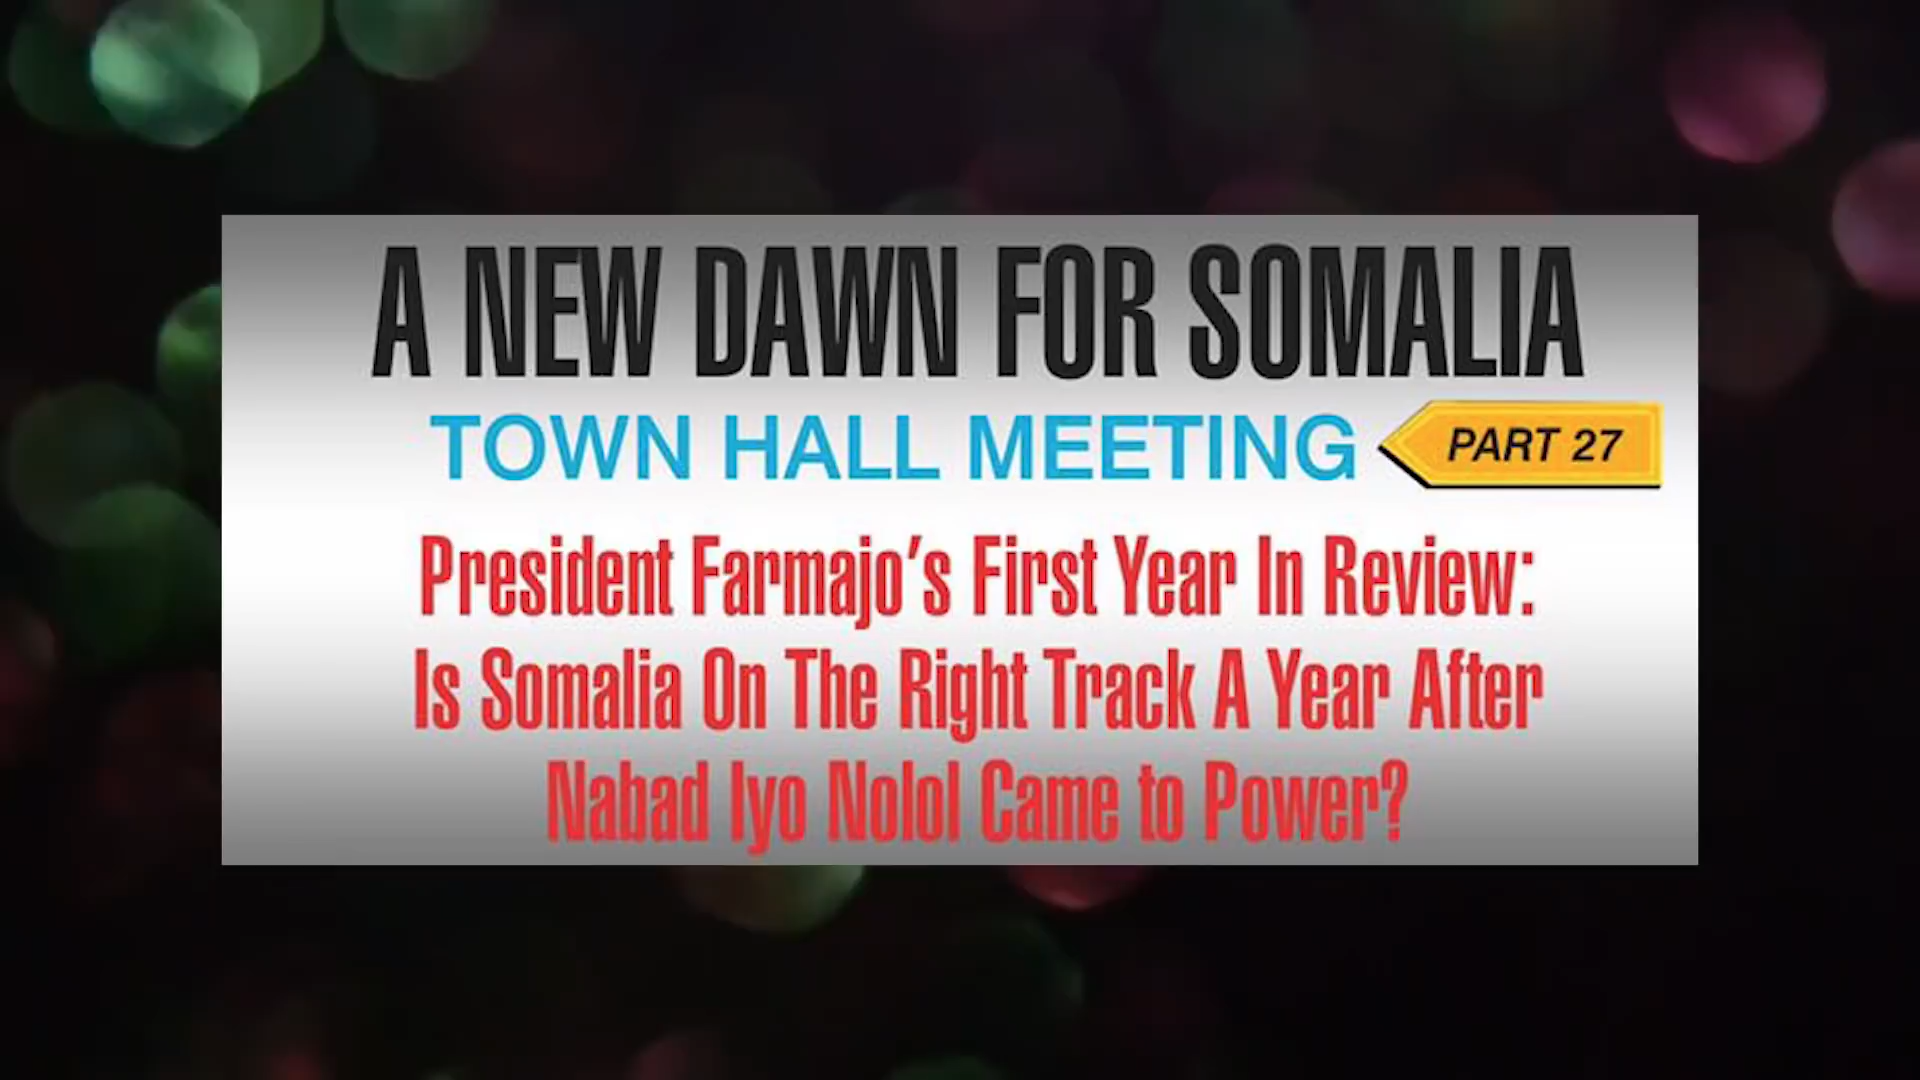 A NEW DAWN FOR SOMALIA
TOWN HALL MEETING PART 27
President Farmajo's First Year In Review:
Is Somalia On The Right Track A Year After
Nabad Iyo Nolol Came to Power?